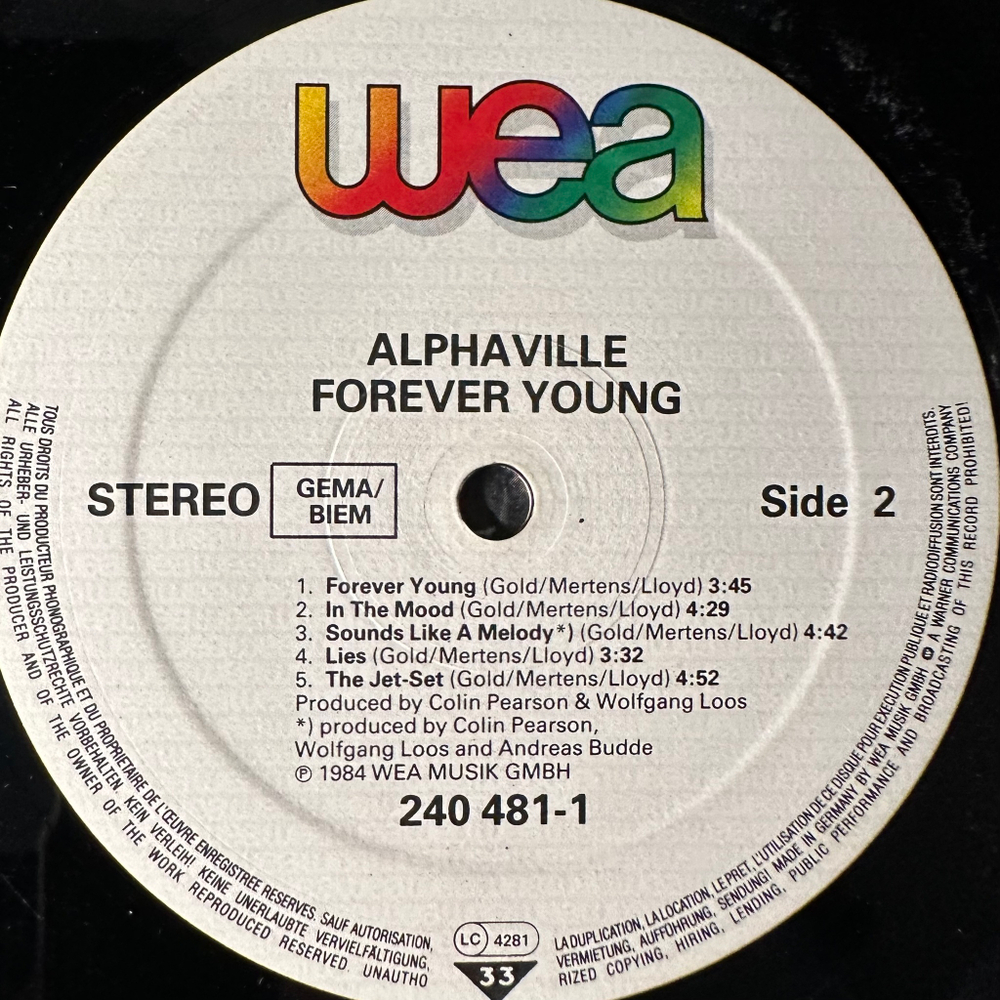 wea
ALPHAVILLE
FOREVER YOUNG
STEREO
GEMA/
BIEM
Side 2
1. Forever Young (Gold/Mertens/Lloyd) 3:45
2. In The Mood (Gold/Mertens/Lloyd) 4:29
3. Sounds Like A Melody*) (Gold/Mertens/Lloyd) 4:42
4. Lies (Gold/Mertens/Lloyd) 3:32
5. The Jet-Set (Gold/Mertens/Lloyd) 4:52
Produced by Colin Pearson & Wolfgang Loos
*) produced by Colin Pearson,
Wolfgang Loos and Andreas Budde
℗ 1984 WEA MUSIK GMBH
240 481-1
TOUS DROITS DU PRODUCTEUR PHONOGRAPHIQUE ET DU PROPRIETAIRE DE L'ŒUVRE ENREGISTREE RESERVES. SAUF AUTORISATION,
ALLE URHEBER- UND LEISTUNGSSCHUTZRECHTE VORBEHALTEN. KEIN VERLEIH! KEINE UNERLAUBTE VERVIELFÄLTIGUNG,
ALL RIGHTS OF THE PRODUCER AND OF THE OWNER OF THE WORK REPRODUCED RESERVED. UNAUTHO
LC 4281
33
LA DUPLICATION, LA LOCATION, LE PRET, L'UTILISATION DE CE DISQUE POUR EXECUTION PUBLIQUE ET RADIODIFFUSION SONT INTERDITS.
VERMIETUNG, AUFFÜHRUNG, SENDUNG! MADE IN GERMANY BY WEA MUSIK GMBH A WARNER COMMUNICATIONS COMPANY
RIZED COPYING, HIRING, LENDING, PUBLIC PERFORMANCE AND BROADCASTING OF THIS RECORD PROHIBITED!